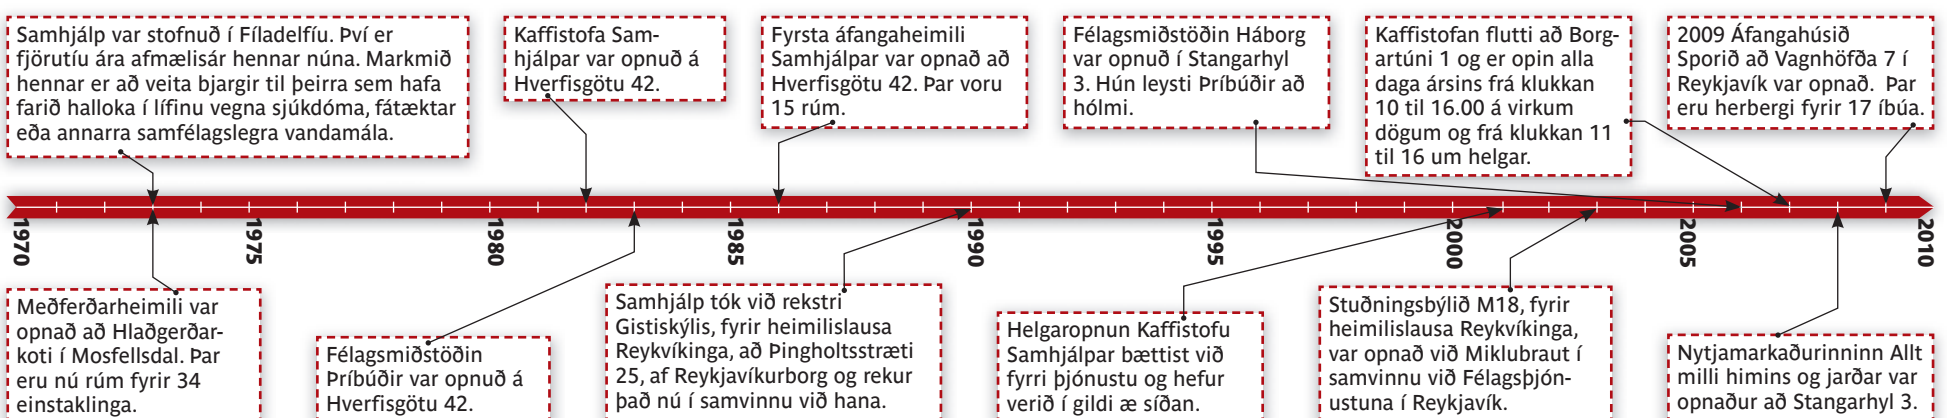 Samhjálp var stofnuð í Fíladelfíu. Því er
fjörutíu ára afmælisár hennar núna. Markmið
hennar er að veita bjargir til þeirra sem hafa
farið halloka í lífinu vegna sjúkdóma, fátæktar
eða annarra samfélagslegra vandamála.
Kaffistofa Sam-
hjálpar var opnuð á
Hverfisgötu 42.
Fyrsta áfangaheimili
Samhjálpar var opnað að
Hverfisgötu 42. Þar voru
15 rúm.
Félagsmiðstöðin Háborg
var opnuð í Stangarhyl
3. Hún leysti Þríbúðir að
hólmi.
Kaffistofan flutti að Borg-
artúni 1 og er opin alla
daga ársins frá klukkan
10 til 16.00 á virkum
dögum og frá klukkan 11
til 16 um helgar.
2009 Áfangahúsið
Sporið að Vagnhöfða 7 í
Reykjavík var opnað. Þar
eru herbergi fyrir 17 íbúa.
1970
1975
1980
1985
1990
1995
2000
2005
2010
Meðferðarheimili var
opnað að Hlaðgerðar-
koti í Mosfellsdal. Þar
eru nú rúm fyrir 34
einstaklinga.
Félagsmiðstöðin
Þríbúðir var opnuð á
Hverfisgötu 42.
Samhjálp tók við rekstri
Gistiskýlis, fyrir heimilislausa
Reykvíkinga, að Þingholtsstræti
25, af Reykjavíkurborg og rekur
það nú í samvinnu við hana.
Helgaropnun Kaffistofu
Samhjálpar bættist við
fyrri þjónustu og hefur
verið í gildi æ síðan.
Stuðningsbýlið M18, fyrir
heimilislausa Reykvíkinga,
var opnað við Miklubraut í
samvinnu við Félagsþjón-
ustuna í Reykjavík.
Nytjamarkaðurinninn Allt
milli himins og jarðar var
opnaður að Stangarhyl 3.